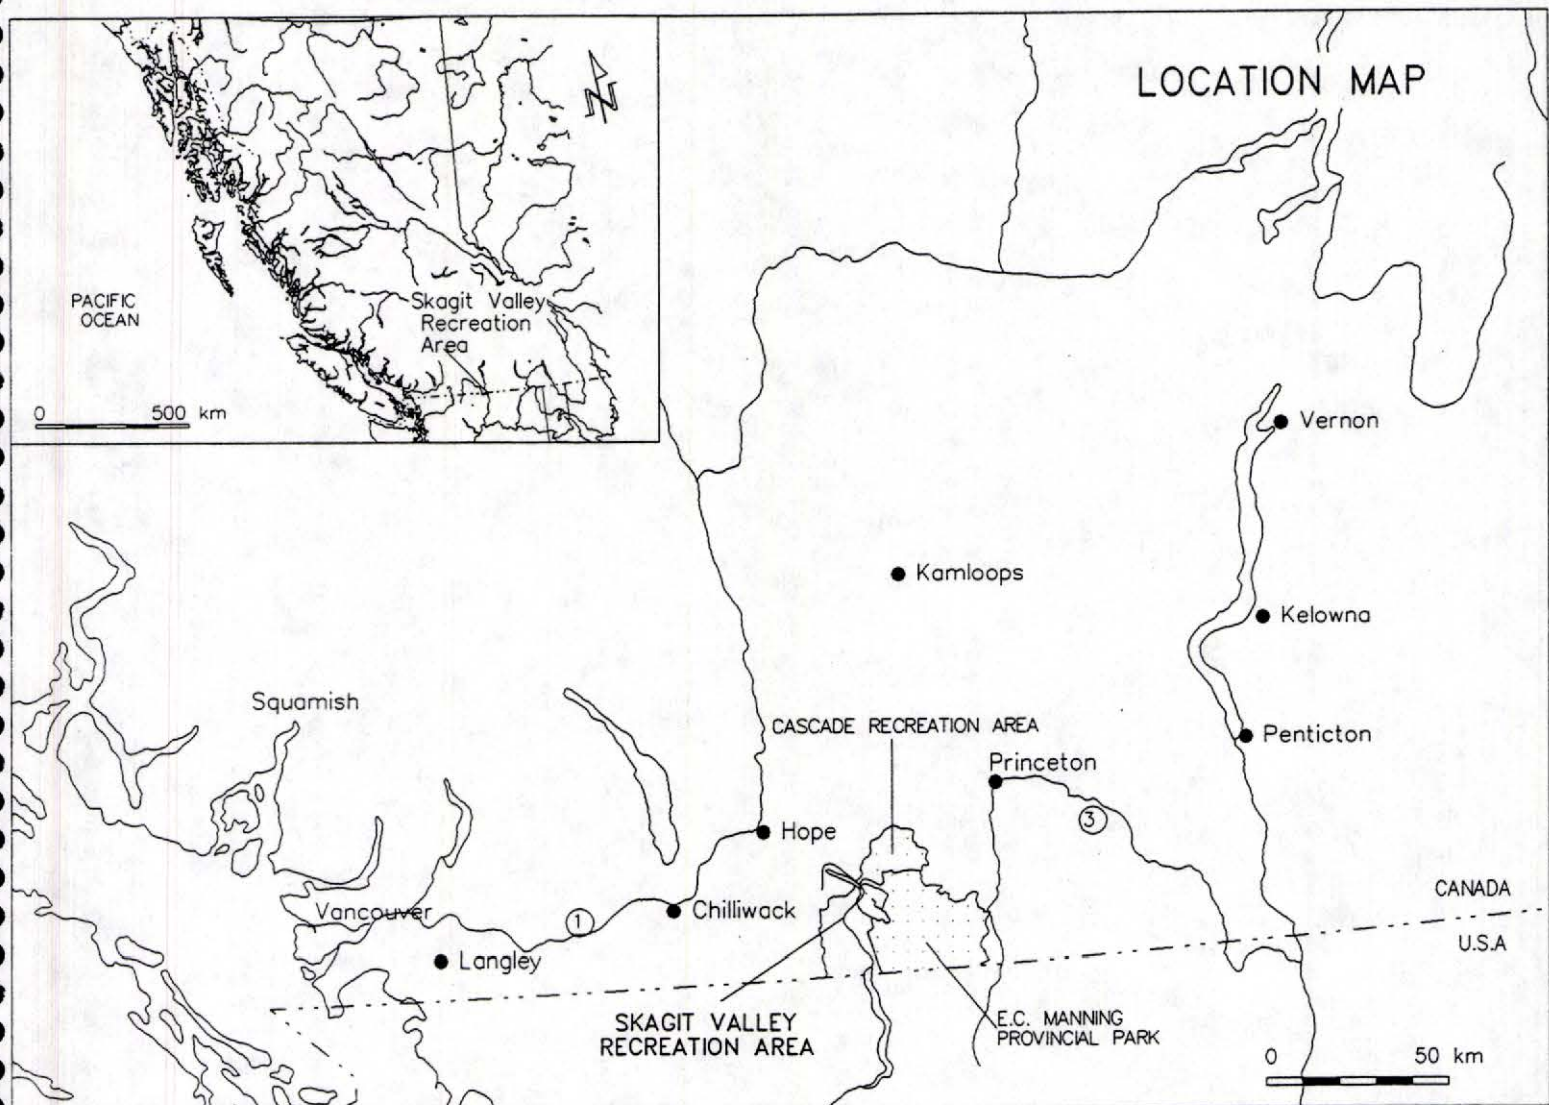 LOCATION MAP
N
PACIFIC
OCEAN
Skagit Valley
Recreation
Area
0 500 km
Vernon
Kamloops
Kelowna
Squamish
CASCADE RECREATION AREA
Penticton
Princeton
3
Hope
CANADA
Vancouver
1
Chilliwack
U.S.A
Langley
SKAGIT VALLEY
RECREATION AREA
E.C. MANNING
PROVINCIAL PARK
0 50 km